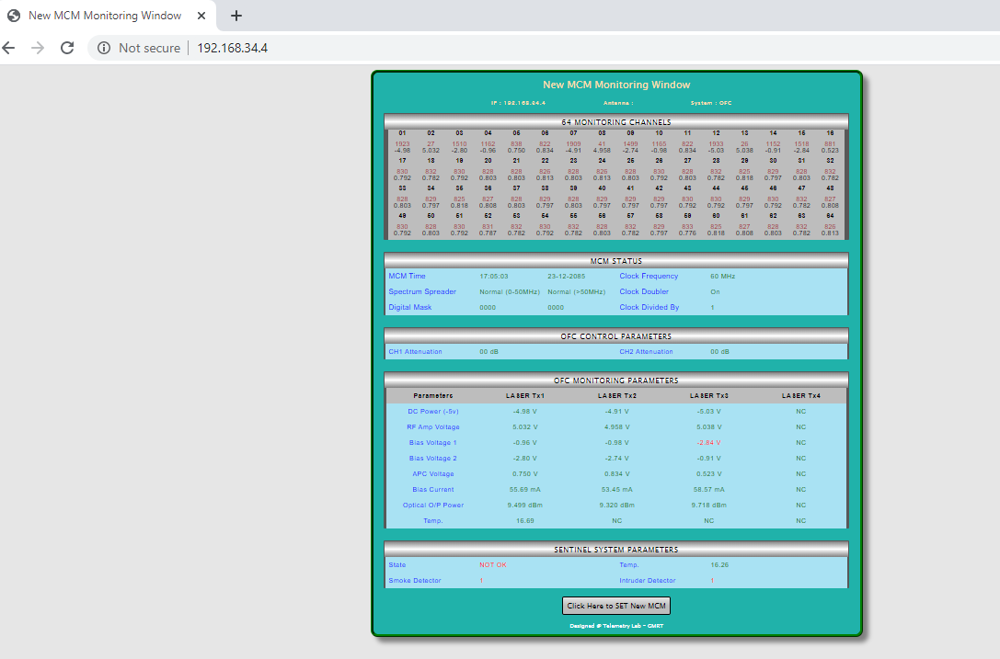 New MCM Monitoring Window
Not secure 192.168.34.4
New MCM Monitoring Window
IP : 192.168.34.4 Antenna : System : OFC
64 MONITORING CHANNELS
01 02 03 04 05 06 07 08 09 10 11 12 13 14 15 16
1923 27 1510 1162 838 822 1909 41 1499 1165 822 1933 26 1152 1518 881
-4.98 5.032 -2.80 -0.96 0.750 0.834 -4.91 4.958 -2.74 -0.98 0.834 -5.03 5.038 -0.91 -2.84 0.523
17 18 19 20 21 22 23 24 25 26 27 28 29 30 31 32
830 832 830 828 828 826 828 826 828 830 828 832 825 829 828 832
0.792 0.782 0.792 0.803 0.803 0.813 0.803 0.813 0.803 0.792 0.803 0.782 0.818 0.797 0.803 0.782
33 34 35 36 37 38 39 40 41 42 43 44 45 46 47 48
828 829 825 827 828 829 828 829 829 828 830 830 829 830 832 827
0.803 0.797 0.818 0.808 0.803 0.797 0.803 0.797 0.797 0.803 0.792 0.792 0.797 0.792 0.782 0.808
49 50 51 52 53 54 55 56 57 58 59 60 61 62 63 64
830 828 830 831 832 830 832 828 832 829 833 825 827 828 832 826
0.792 0.803 0.792 0.787 0.782 0.792 0.782 0.803 0.782 0.797 0.776 0.818 0.808 0.803 0.782 0.813
MCM STATUS
MCM Time 17:05:03 23-12-2085 Clock Frequency 60 MHz
Spectrum Spreader Normal (0-50MHz) Normal (>50MHz) Clock Doubler On
Digital Mask 0000 0000 Clock Divided By 1
OFC CONTROL PARAMETERS
CH1 Attenuation 00 dB CH2 Attenuation 00 dB
OFC MONITORING PARAMETERS
Parameters LASER Tx1 LASER Tx2 LASER Tx3 LASER Tx4
DC Power (-5v) -4.98 V -4.91 V -5.03 V NC
RF Amp Voltage 5.032 V 4.958 V 5.038 V NC
Bias Voltage 1 -0.96 V -0.98 V -2.84 V NC
Bias Voltage 2 -2.80 V -2.74 V -0.91 V NC
APC Voltage 0.750 V 0.834 V 0.523 V NC
Bias Current 55.69 mA 53.45 mA 58.57 mA NC
Optical O/P Power 9.499 dBm 9.320 dBm 9.718 dBm NC
Temp. 16.69 NC NC NC
SENTINEL SYSTEM PARAMETERS
State NOT OK Temp. 16.26
Smoke Detector 1 Intruder Detector 1
Click Here to SET New MCM
Designed @ Telemetry Lab - GMRT